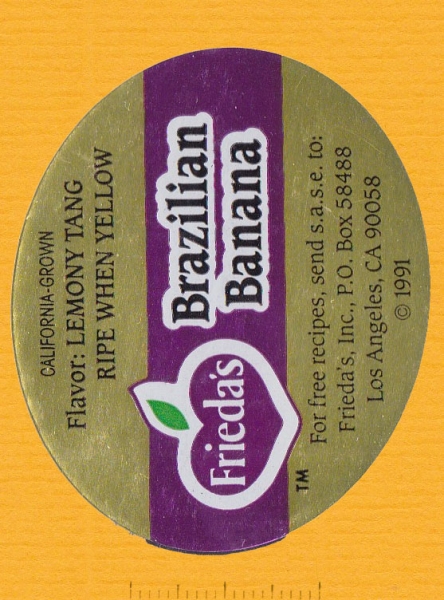 CALIFORNIA-GROWN
Flavor: LEMONY TANG
RIPE WHEN YELLOW
Frieda's
Brazilian
Banana
TM
For free recipes, send s.a.s.e. to:
Frieda's, Inc., P.O. Box 58488
Los Angeles, CA 90058
© 1991